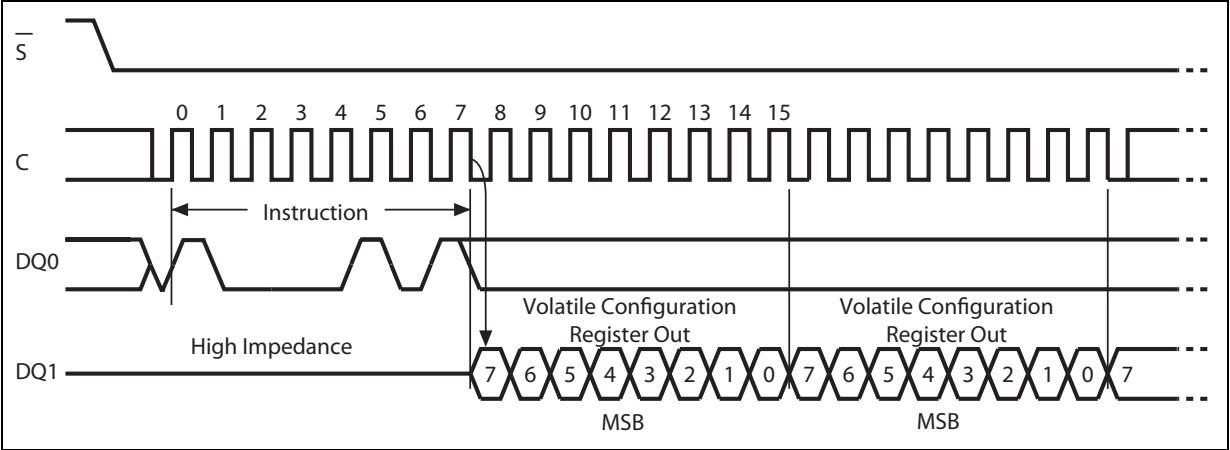 S
0 1 2 3 4 5 6 7 8 9 10 11 12 13 14 15
C
Instruction
DQ0
Volatile Configuration Register Out
Volatile Configuration Register Out
High Impedance
DQ1
7 6 5 4 3 2 1 0 7 6 5 4 3 2 1 0 7
MSB
MSB